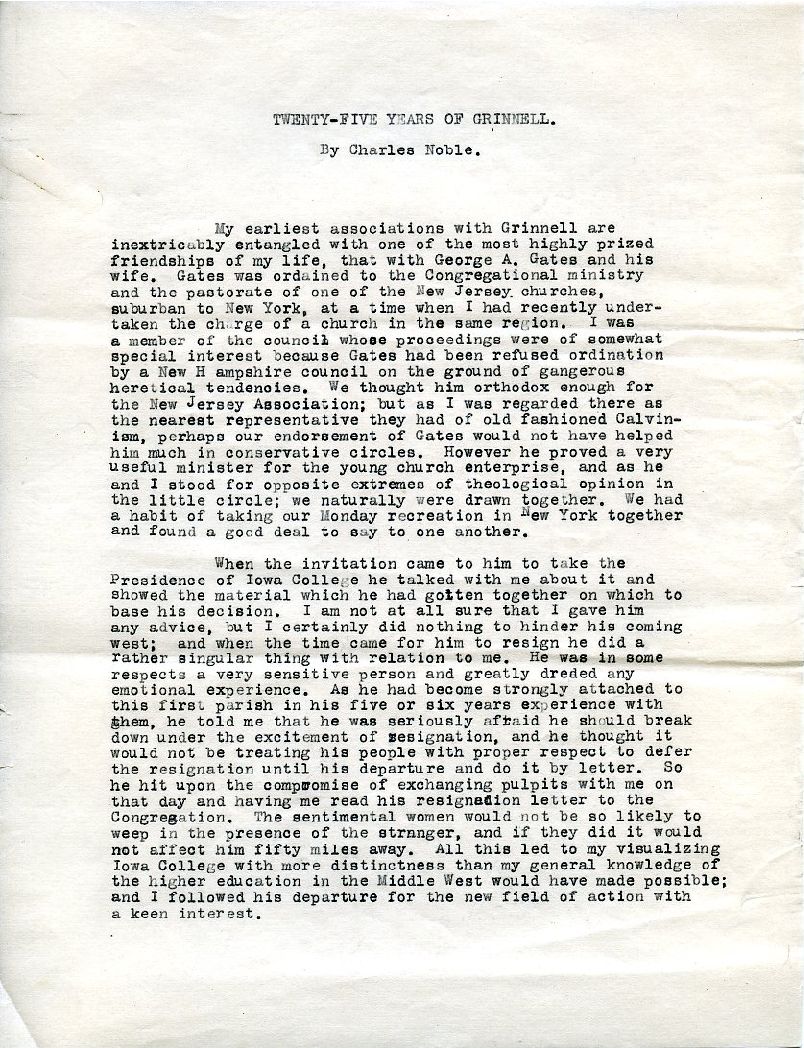 TWENTY-FIVE YEARS OF GRINNELL.
By Charles Noble.
My earliest associations with Grinnell are
inextricably entangled with one of the most highly prized
friendships of my life, that with George A. Gates and his
wife. Gates was ordained to the Congregational ministry
and the pastorate of one of the New Jersey churches,
suburban to New York, at a time when I had recently under-
taken the charge of a church in the same region. I was
a member of the council whose proceedings were of somewhat
special interest because Gates had been refused ordination
by a New H ampshire council on the ground of gangerous
heretical tendencies. We thought him orthodox enough for
the New Jersey Association; but as I was regarded there as
the nearest representative they had of old fashioned Calvin-
ism, perhaps our endorsement of Gates would not have helped
him much in conservative circles. However he proved a very
useful minister for the young church enterprise, and as he
and I stood for opposite extremes of theological opinion in
the little circle; we naturally were drawn together. We had
a habit of taking our Monday recreation in New York together
and found a good deal to say to one another.
When the invitation came to him to take the
Presidence of Iowa College he talked with me about it and
showed the material which he had gotten together on which to
base his decision. I am not at all sure that I gave him
any advice, but I certainly did nothing to hinder his coming
west; and when the time came for him to resign he did a
rather singular thing with relation to me. He was in some
respects a very sensitive person and greatly dreded any
emotional experience. As he had become strongly attached to
this first parish in his five or six years experience with
them, he told me that he was seriously afraid he should break
down under the excitement of resignation, and he thought it
would not be treating his people with proper respect to defer
the resignation until his departure and do it by letter. So
he hit upon the compromise of exchanging pulpits with me on
that day and having me read his resignation letter to the
Congregation. The sentimental women would not be so likely to
weep in the presence of the stranger, and if they did it would
not affect him fifty miles away. All this led to my visualizing
Iowa College with more distinctness than my general knowledge of
the higher education in the Middle West would have made possible;
and I followed his departure for the new field of action with
a keen interest.